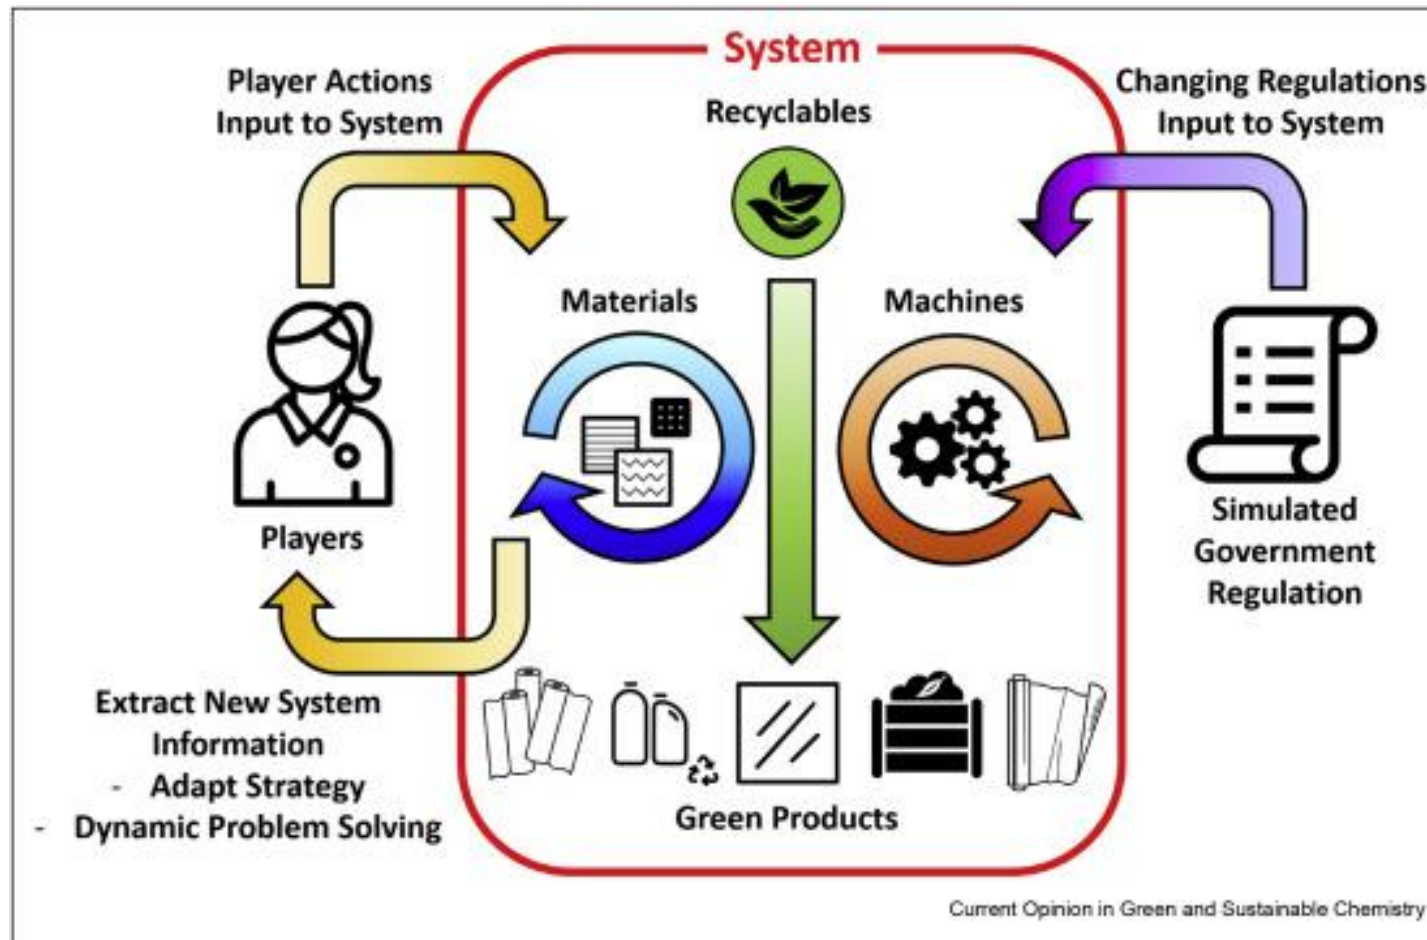 System
Player Actions
Input to System
Recyclables
Changing Regulations
Input to System
Materials
Machines
Players
Simulated
Government
Regulation
Extract New System
Information
- Adapt Strategy
- Dynamic Problem Solving
Green Products
Current Opinion in Green and Sustainable Chemistry